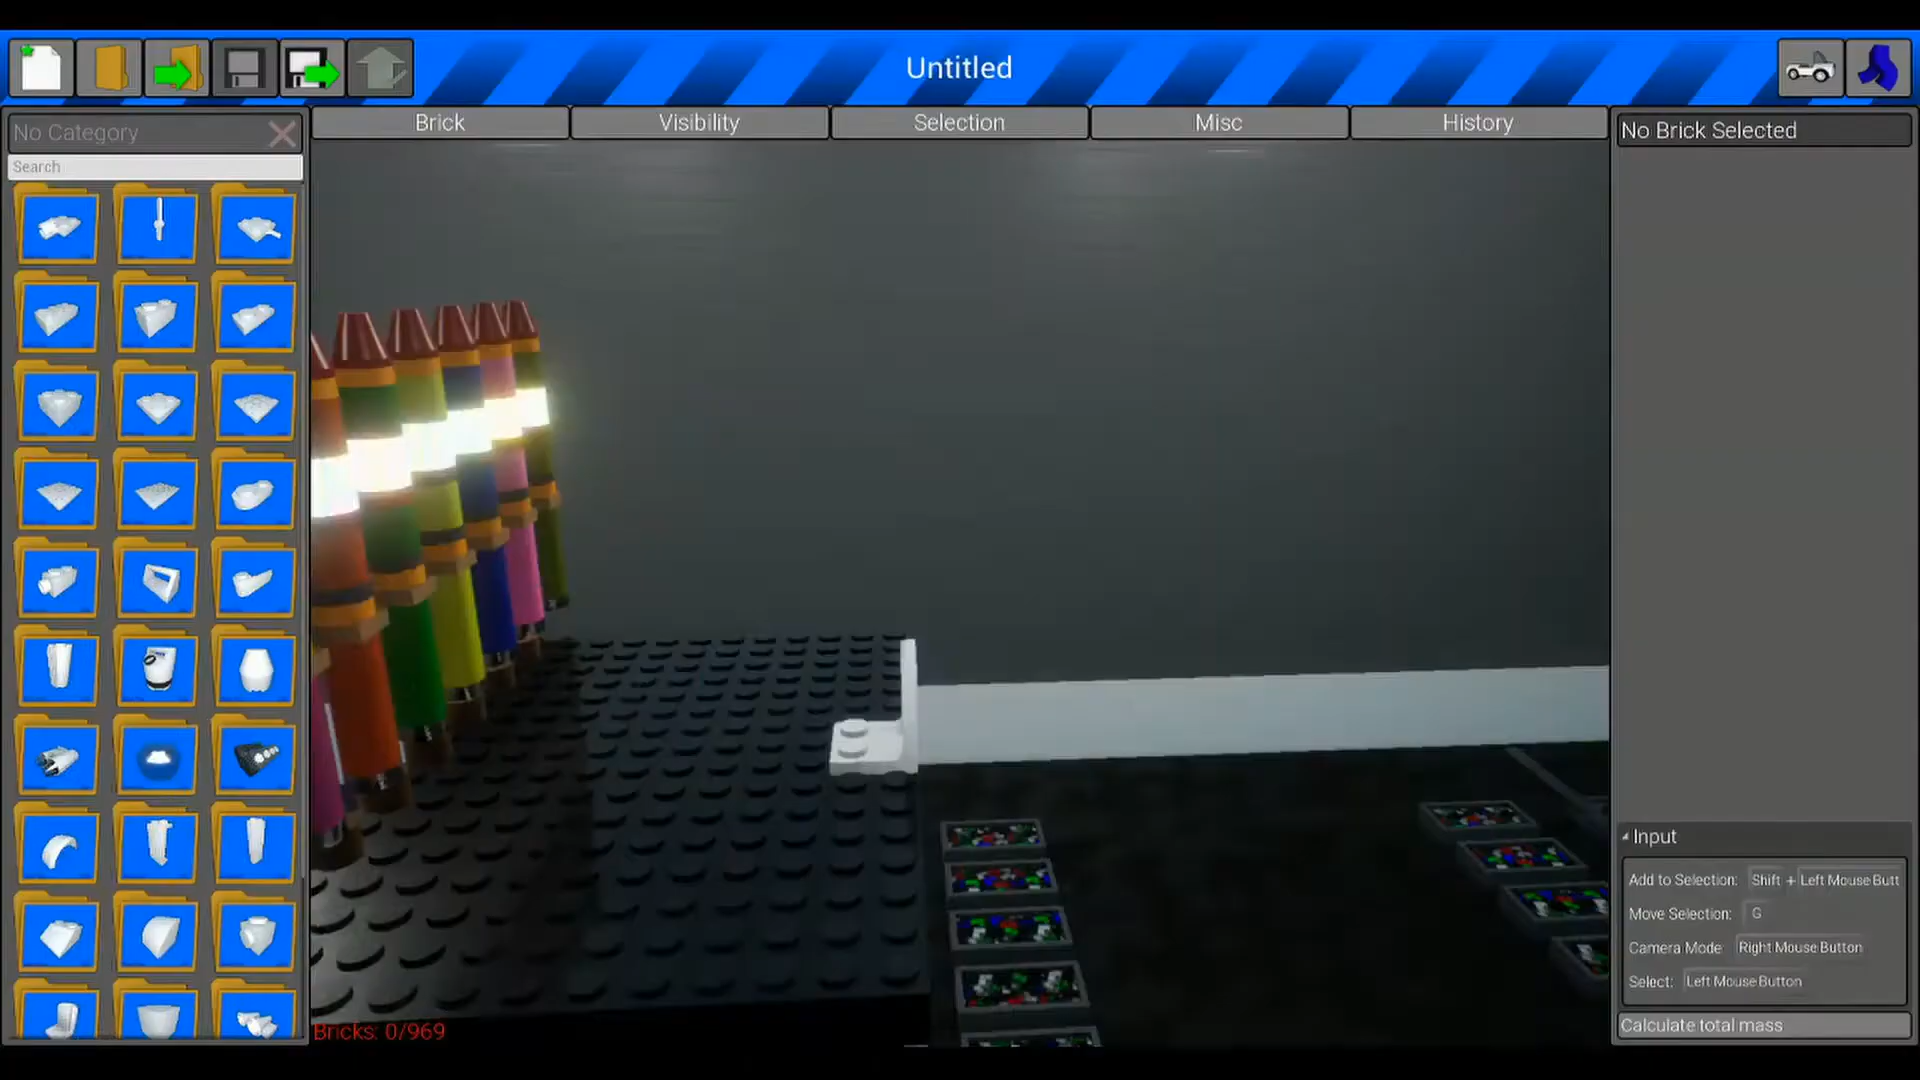 Untitled
No Category
Search
Brick
Visibility
Selection
Misc
History
No Brick Selected
Bricks: 0/969
Input
Add to Selection: Shift + Left Mouse Butt
Move Selection: G
Camera Mode Right Mouse Button
Select: Left Mouse Button
Calculate total mass